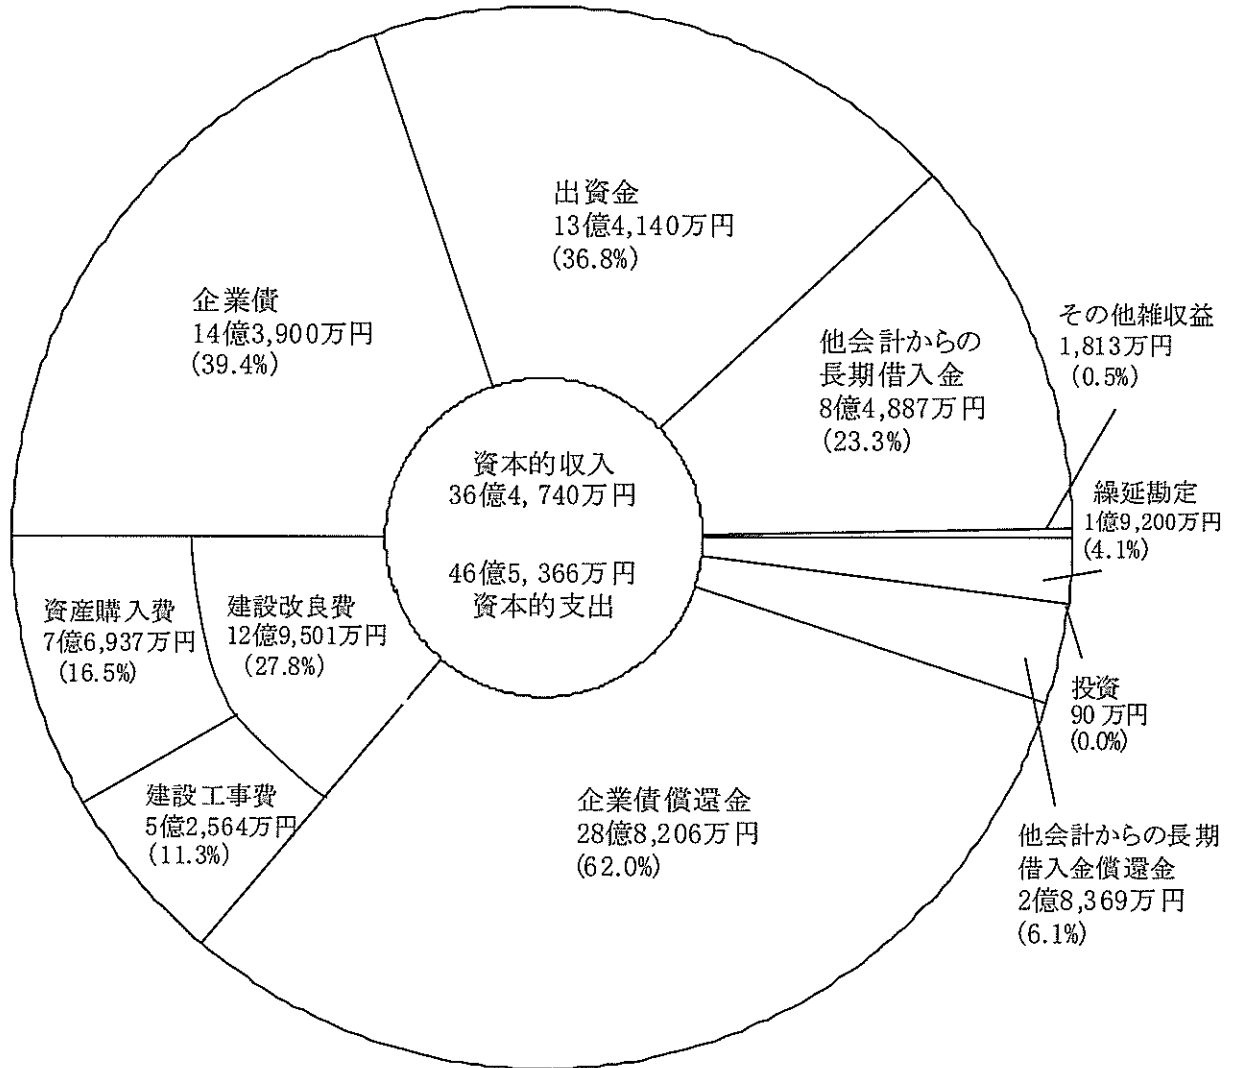 出資金
13億4,140万円
(36.8%)
企業債
14億3,900万円
(39.4%)
他会計からの
長期借入金
8億4,887万円
(23.3%)
その他雑収益
1,813万円
(0.5%)
資本的収入
36億4,740万円
46億5,366万円
資本的支出
繰延勘定
1億9,200万円
(4.1%)
資産購入費
7億6,937万円
(16.5%)
建設改良費
12億9,501万円
(27.8%)
投資
90万円
(0.0%)
建設工事費
5億2,564万円
(11.3%)
企業債償還金
28億8,206万円
(62.0%)
他会計からの長期
借入金償還金
2億8,369万円
(6.1%)